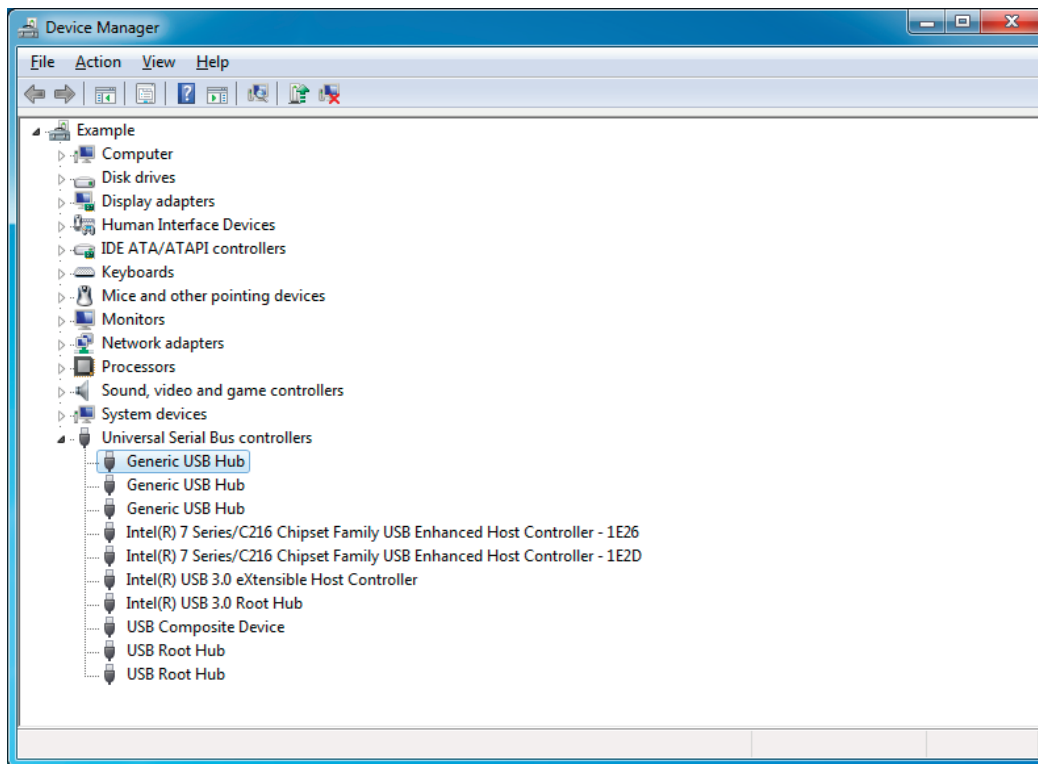 Device Manager
File Action View Help
Example
Computer
Disk drives
Display adapters
Human Interface Devices
IDE ATA/ATAPI controllers
Keyboards
Mice and other pointing devices
Monitors
Network adapters
Processors
Sound, video and game controllers
System devices
Universal Serial Bus controllers
Generic USB Hub
Generic USB Hub
Generic USB Hub
Intel(R) 7 Series/C216 Chipset Family USB Enhanced Host Controller - 1E26
Intel(R) 7 Series/C216 Chipset Family USB Enhanced Host Controller - 1E2D
Intel(R) USB 3.0 eXtensible Host Controller
Intel(R) USB 3.0 Root Hub
USB Composite Device
USB Root Hub
USB Root Hub